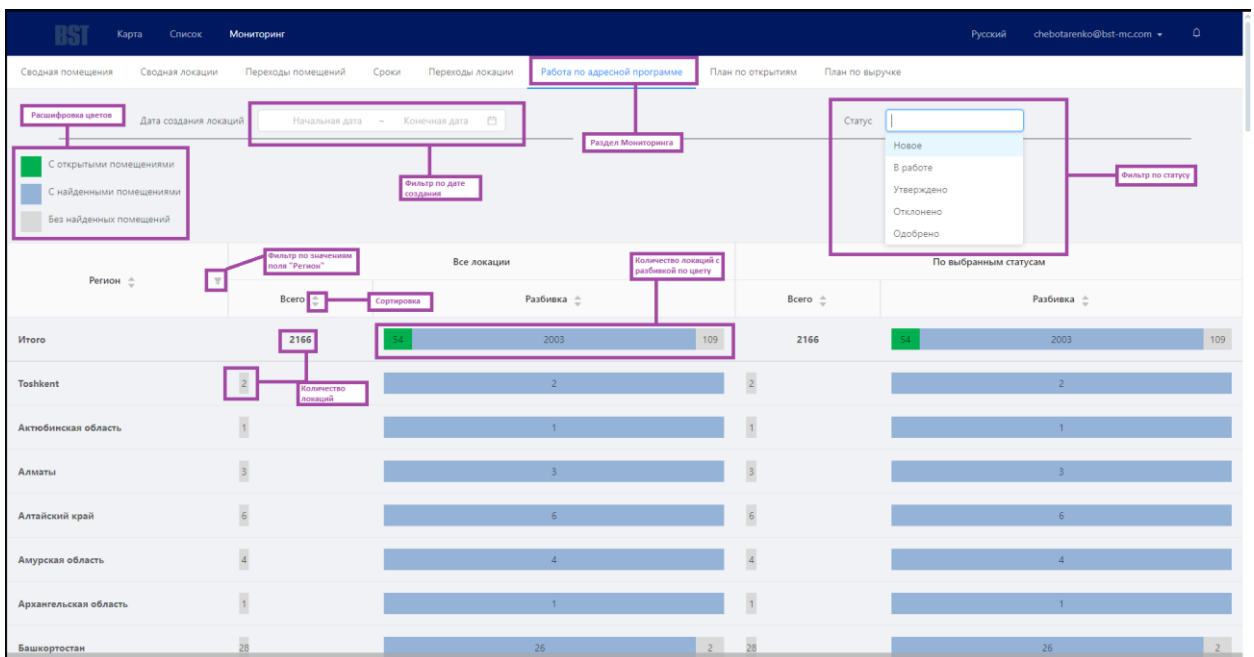 BST Карта Список Мониторинг Русский chebotarenko@bst-mc.com
Сводная помещения Сводная локации Переходы помещений Сроки Переходы локации Работа по адресной программе План по открытиям План по выручке
Расшифровка цветов
Дата создания локаций Начальная дата ~ Конечная дата
Статус
Раздел Мониторинга
Новое
С открытыми помещениями
В работе
Фильтр по дате
создания
Фильтр по статусу
С найденными помещениями
Утверждено
Без найденных помещений
Отклонено
Одобрено
Фильтр по значениям
поля "Регион"
Все локации
Количество локаций с
разбивкой по цвету
По выбранным статусам
Регион
Всего Сортировка Разбивка Всего Разбивка
Итого 2166 54 2003 109 2166 54 2003 109
Toshkent 2 2 2 2
Количество
локаций
Актюбинская область 1 1 1 1
Алматы 3 3 3 3
Алтайский край 6 6 6 6
Амурская область 4 4 4 4
Архангельская область 1 1 1 1
Башкортостан 28 26 2 28 26 2